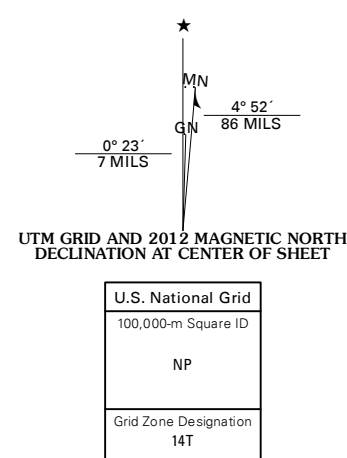 ★
MN
4° 52´
86 MILS
GN
0° 23´
7 MILS
UTM GRID AND 2012 MAGNETIC NORTH
DECLINATION AT CENTER OF SHEET
U.S. National Grid
100,000-m Square ID
NP
Grid Zone Designation
14T